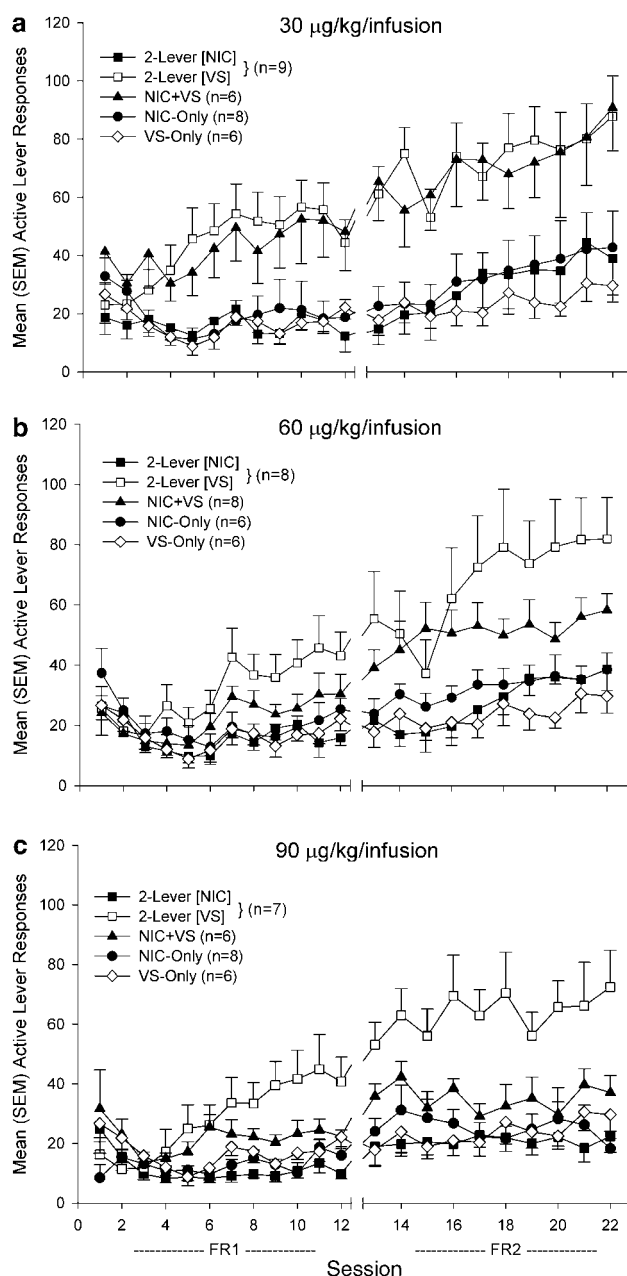 a
30 µg/kg/infusion
Mean (SEM) Active Lever Responses
120
100
80
60
40
20
0
2-Lever [NIC]
2-Lever [VS]
} (n=9)
NIC+VS (n=6)
NIC-Only (n=8)
VS-Only (n=6)
b
60 µg/kg/infusion
Mean (SEM) Active Lever Responses
120
100
80
60
40
20
0
2-Lever [NIC]
2-Lever [VS]
} (n=8)
NIC+VS (n=8)
NIC-Only (n=6)
VS-Only (n=6)
c
90 µg/kg/infusion
Mean (SEM) Active Lever Responses
120
100
80
60
40
20
0
2-Lever [NIC]
2-Lever [VS]
} (n=7)
NIC+VS (n=6)
NIC-Only (n=8)
VS-Only (n=6)
0 2 4 6 8 10 12 14 16 18 20 22
------------ FR1 ------------ ------------ FR2 ------------
Session